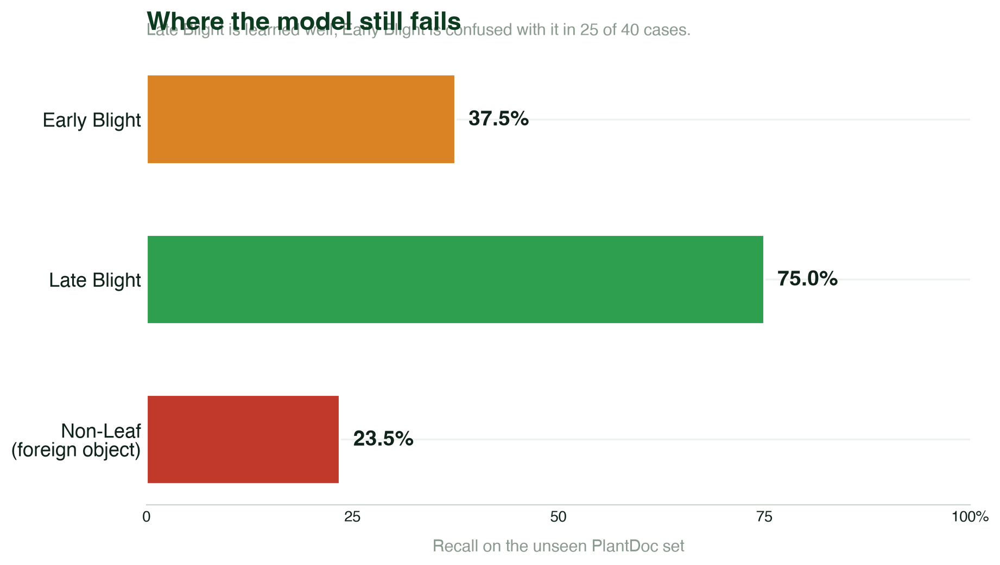 Where the model still fails
Late Blight is learned well; Early Blight is confused with it in 25 of 40 cases.
Early Blight
37.5%
Late Blight
75.0%
Non-Leaf
(foreign object)
23.5%
0 25 50 75 100%
Recall on the unseen PlantDoc set